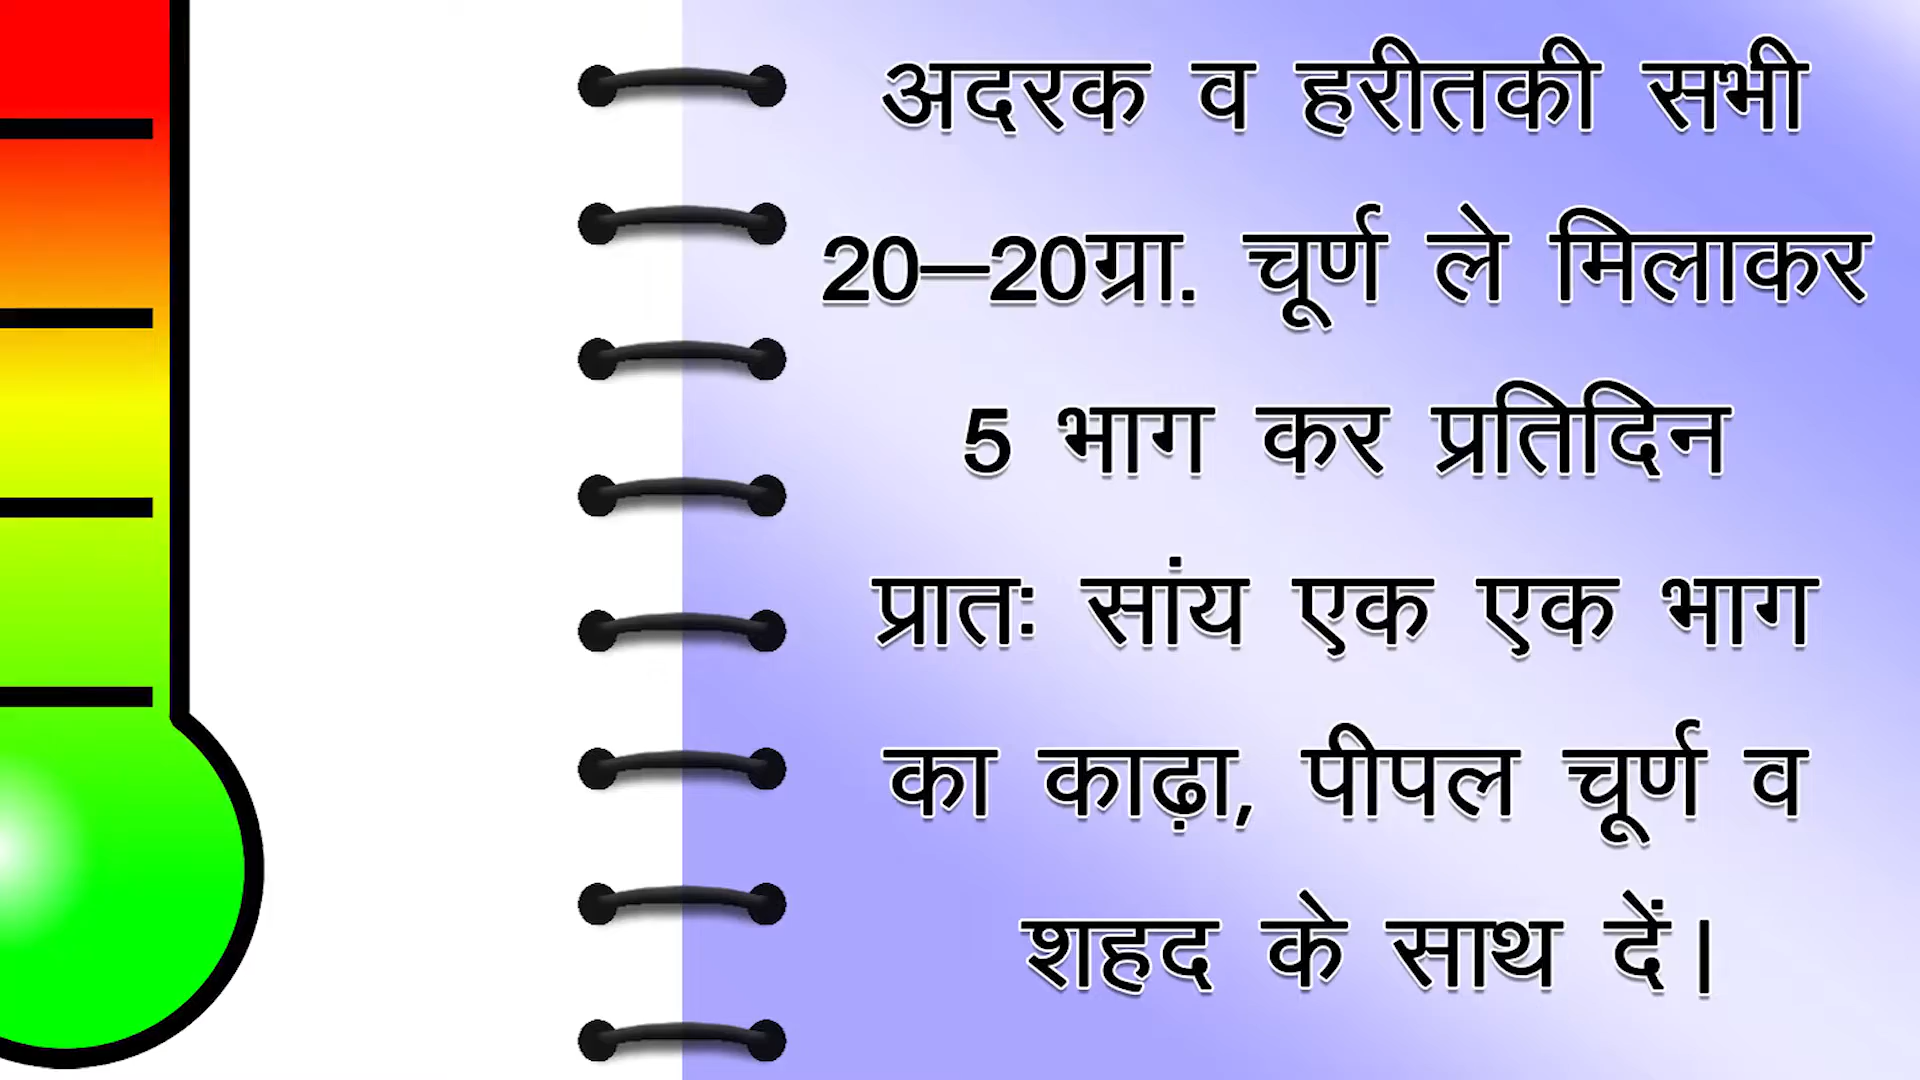 अदरक व हरीतकी सभी
20–20ग्रा. चूर्ण ले मिलाकर
5 भाग कर प्रतिदिन
प्रातः सांय एक एक भाग
का काढ़ा, पीपल चूर्ण व
शहद के साथ दें।